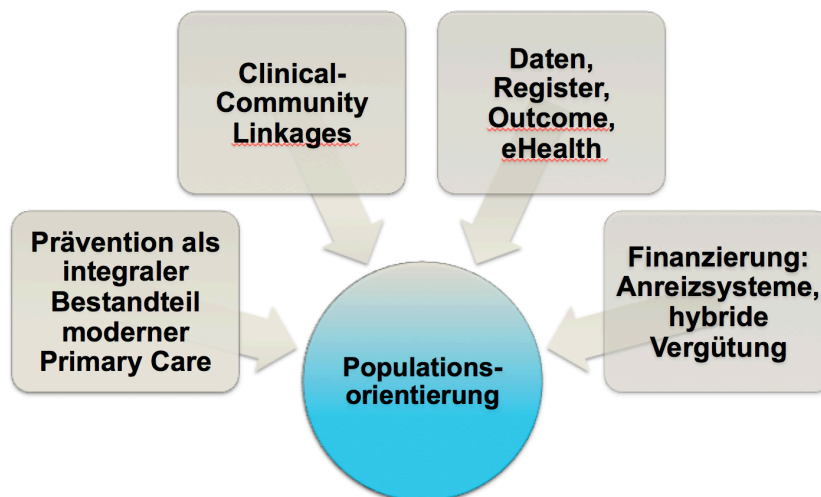 Clinical-
Community
Linkages
Daten,
Register,
Outcome,
eHealth
Prävention als
integraler
Bestandteil
moderner
Primary Care
Finanzierung:
Anreizsysteme,
hybride
Vergütung
Populations-
orientierung